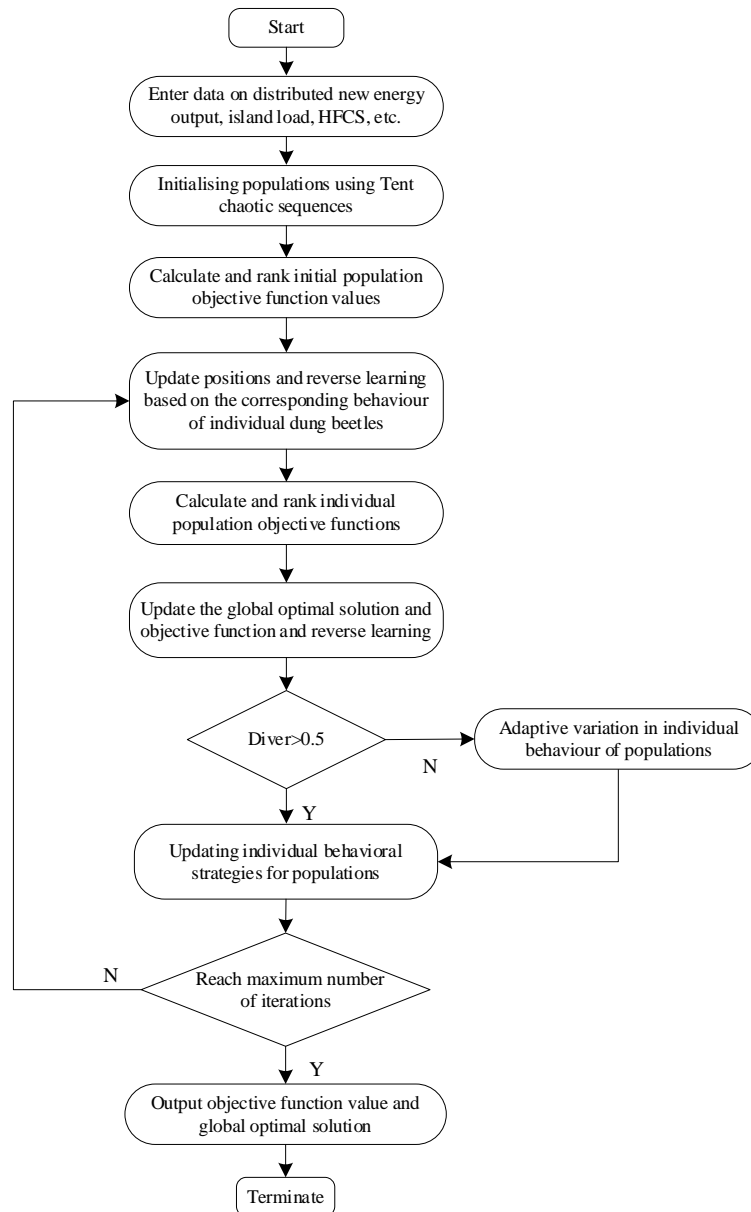 Start
Enter data on distributed new energy
output, island load, HFCS, etc.
Initialising populations using Tent
chaotic sequences
Calculate and rank initial population
objective function values
Update positions and reverse learning
based on the corresponding behaviour
of individual dung beetles
Calculate and rank individual
population objective functions
Update the global optimal solution and
objective function and reverse learning
Diver>0.5
N
Adaptive variation in individual
behaviour of populations
Y
Updating individual behavioral
strategies for populations
N
Reach maximum number
of iterations
Y
Output objective function value and
global optimal solution
Terminate